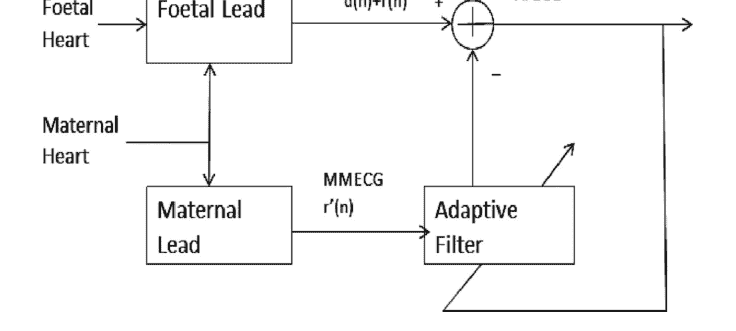 Foetal
Heart
Foetal Lead
d(n)+r(n)
+
−
Maternal
Heart
MMECG
r'(n)
Maternal
Lead
Adaptive
Filter